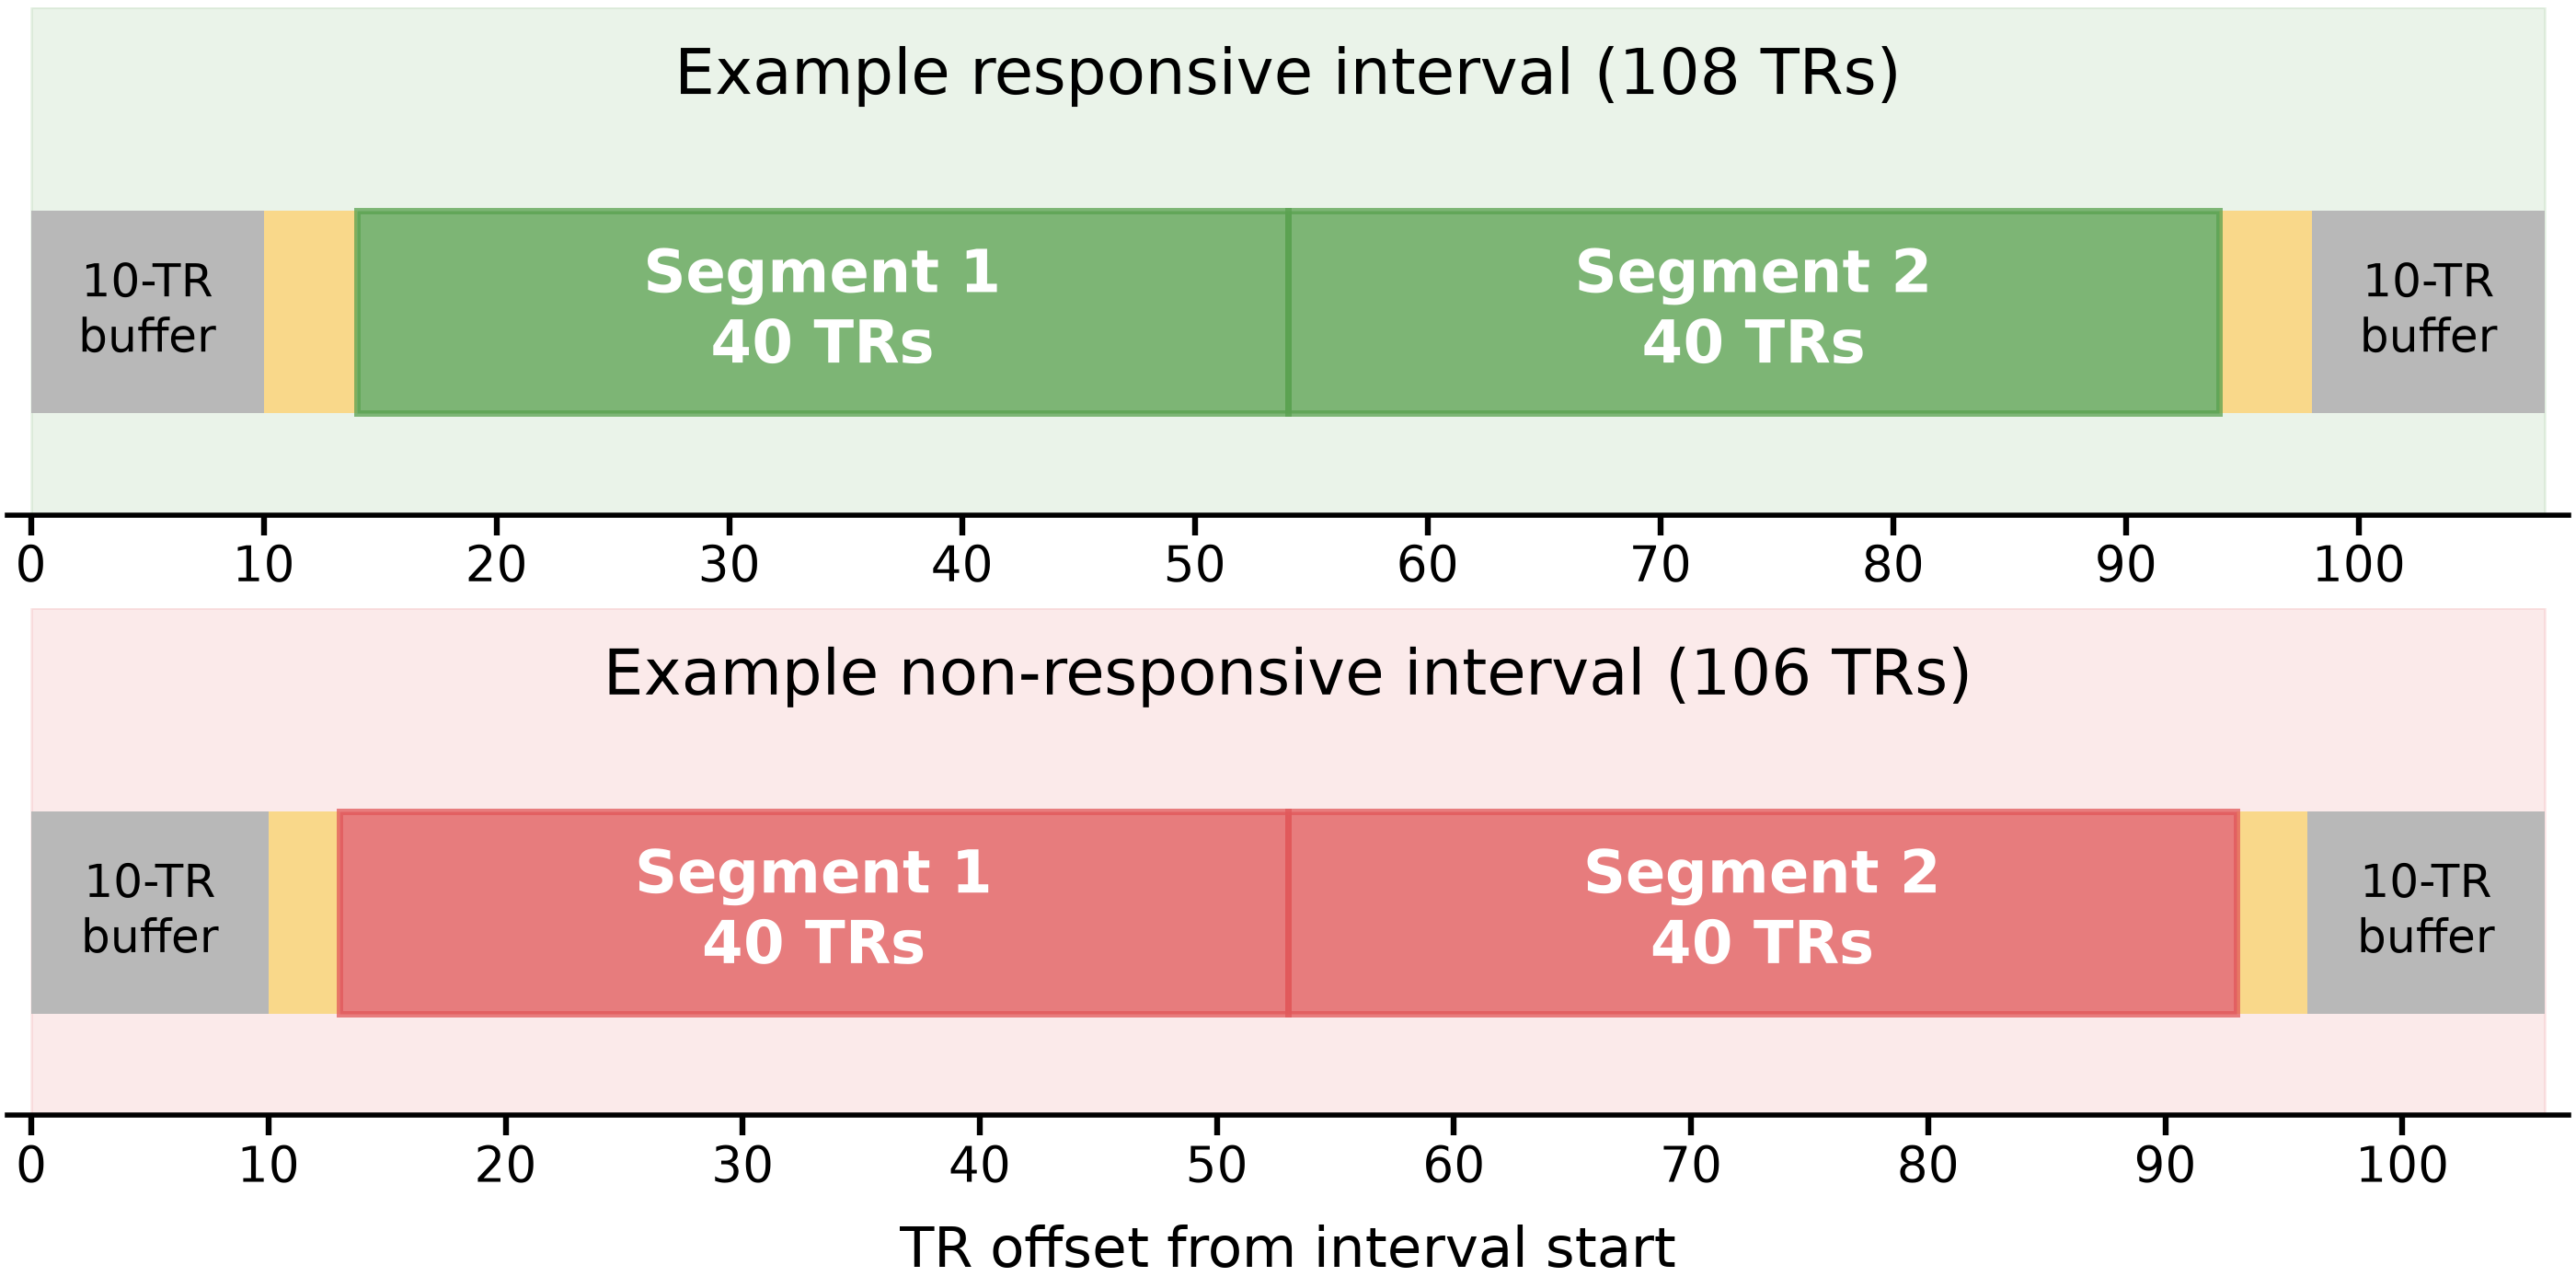 Example responsive interval (108 TRs)
10-TR
buffer
Segment 1
40 TRs
Segment 2
40 TRs
10-TR
buffer
0 10 20 30 40 50 60 70 80 90 100
Example non-responsive interval (106 TRs)
10-TR
buffer
Segment 1
40 TRs
Segment 2
40 TRs
10-TR
buffer
0 10 20 30 40 50 60 70 80 90 100
TR offset from interval start